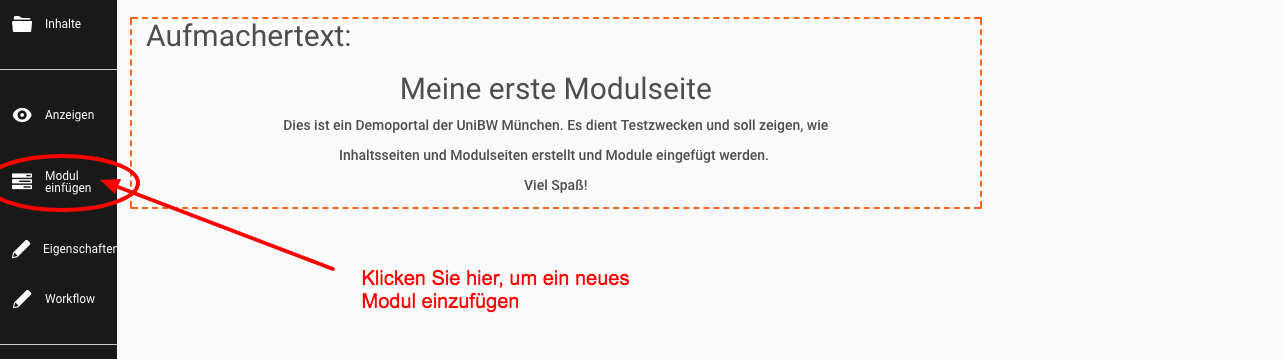 Inhalte
Anzeigen
Modul
einfügen
Eigenschaften
Workflow
Aufmachertext:
Meine erste Modulseite
Dies ist ein Demoportal der UniBW München. Es dient Testzwecken und soll zeigen, wie
Inhaltsseiten und Modulseiten erstellt und Module eingefügt werden.
Viel Spaß!
Klicken Sie hier, um ein neues
Modul einzufügen